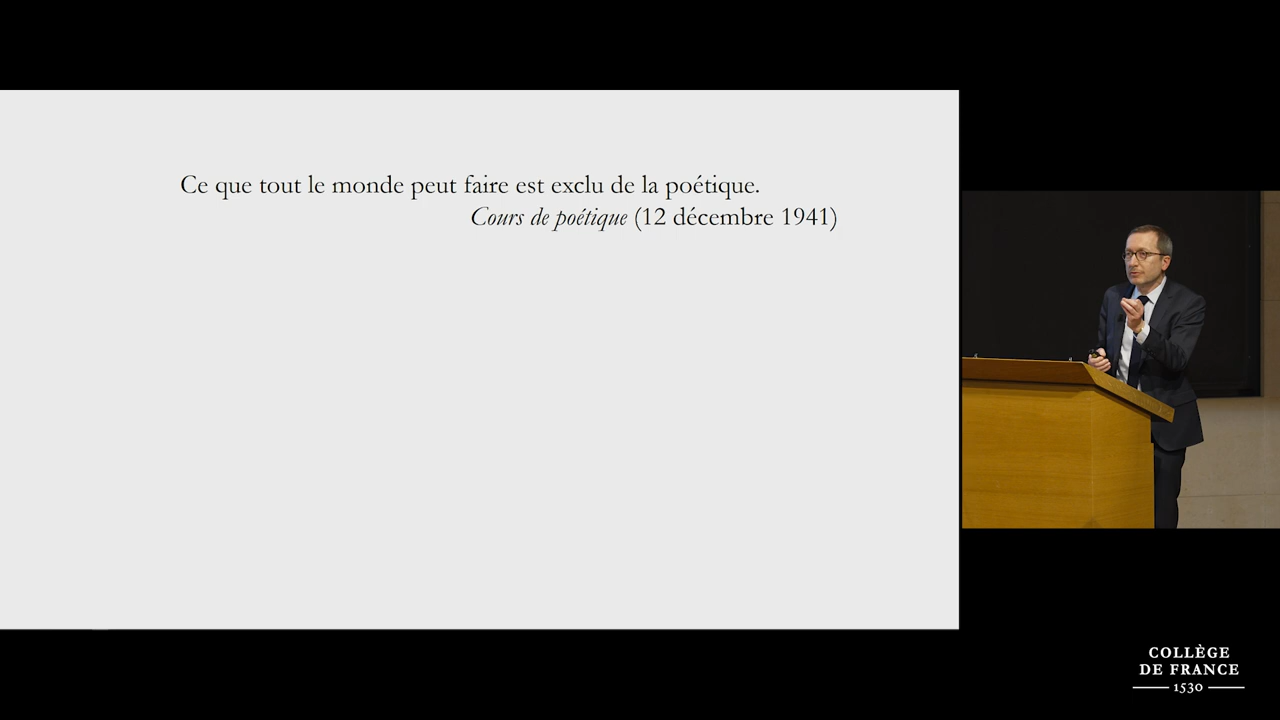 Ce que tout le monde peut faire est exclu de la poétique.
Cours de poétique (12 décembre 1941)
COLLÈGE
DE FRANCE
1530